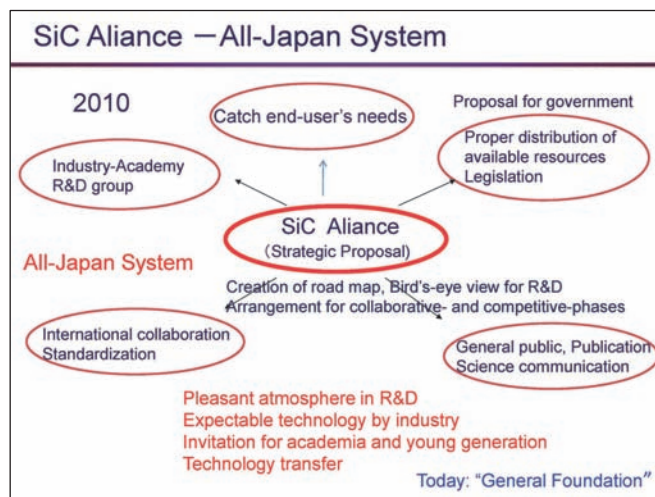 SiC Aliance －All-Japan System
2010
Catch end-user's needs
Proposal for government
Proper distribution of
available resources
Legislation
Industry-Academy
R&D group
SiC Aliance
(Strategic Proposal)
All-Japan System
Creation of road map, Bird's-eye view for R&D
Arrangement for collaborative- and competitive-phases
International collaboration
Standardization
General public, Publication
Science communication
Pleasant atmosphere in R&D
Expectable technology by industry
Invitation for academia and young generation
Technology transfer
Today: "General Foundation"